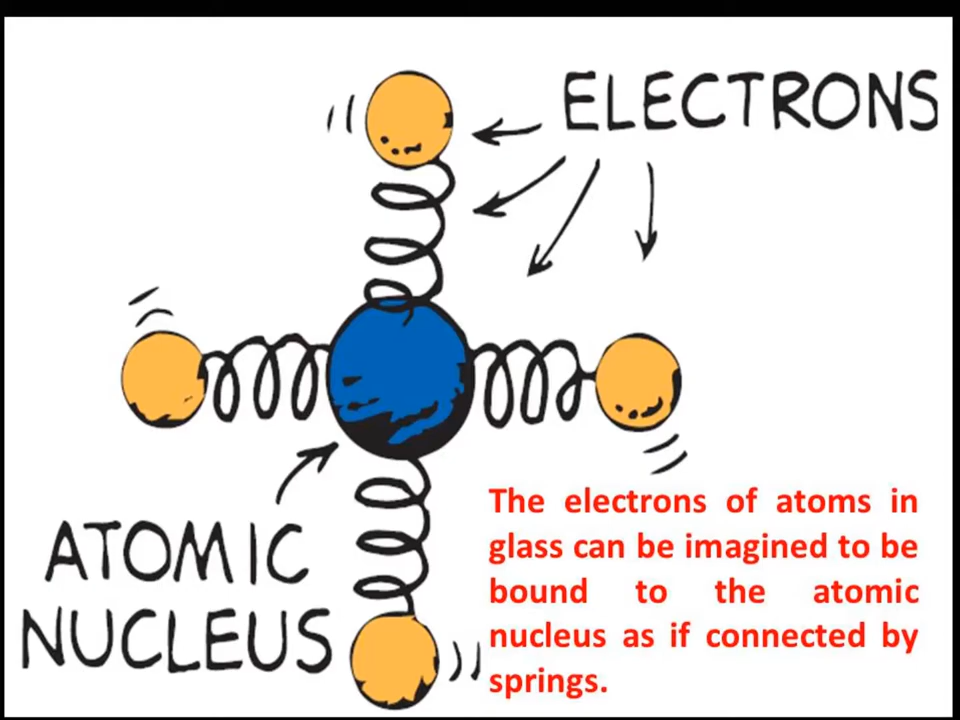 ELECTRONS
ATOMIC
NUCLEUS
The electrons of atoms in
glass can be imagined to be
bound to the atomic
nucleus as if connected by
springs.